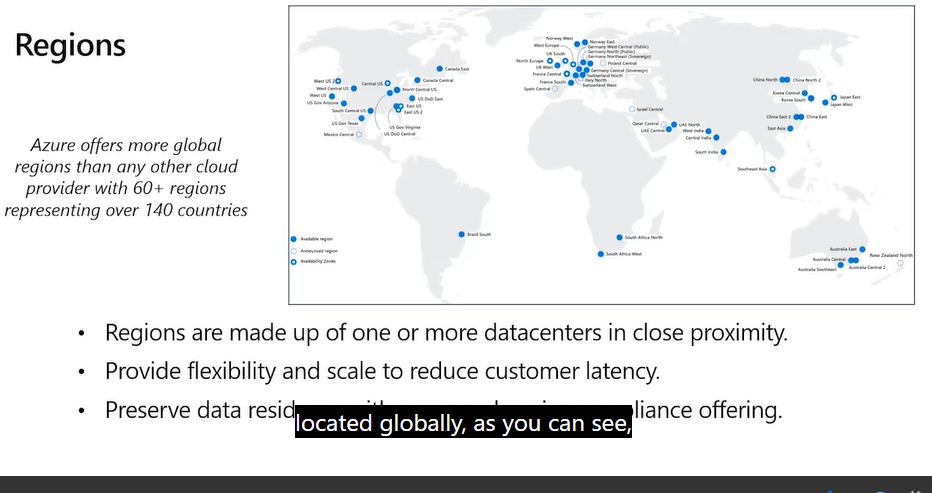 Regions
Azure offers more global
regions than any other cloud
provider with 60+ regions
representing over 140 countries
Norway West
Norway East
West Europe
Germany West Central (Public)
Germany North (Public)
UK South
Germany Northeast (Sovereign)
North Europe
Poland Central
UK West
Germany Central (Sovereign)
France Central
Switzerland North
Italy North
France South
Switzerland West
Spain Central
Canada East
West US 2
Central US
Canada Central
West Central US
North Central US
West US
US DoD East
US Gov Arizona
East US
South Central US
East US 2
US Gov Texas
US Gov Virginia
Mexico Central
US DoD Central
China North
China North 2
Korea Central
Japan East
Korea South
Japan West
Israel Central
China East 2
China East
Qatar Central
UAE North
East Asia
UAE Central
West India
Central India
South India
Southeast Asia
Brazil South
South Africa North
South Africa West
Australia East
New Zealand North
Australia Central
Australia Southeast
Australia Central 2
Available region
Announced region
Availability Zones
• Regions are made up of one or more datacenters in close proximity.
• Provide flexibility and scale to reduce customer latency.
• Preserve data offering.
located globally, as you can see,